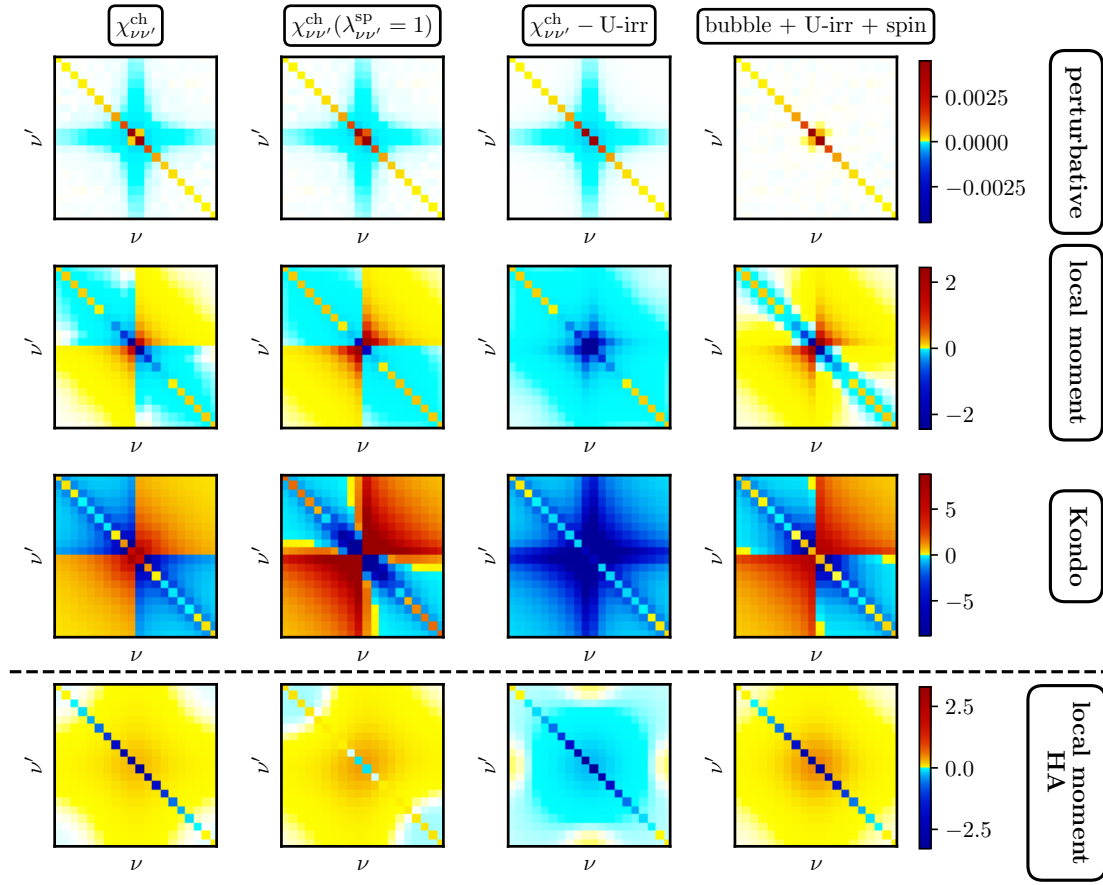 χ^ch_νν′
χ^ch_νν′(λ^sp_νν′ = 1)
χ^ch_νν′ − U-irr
bubble + U-irr + spin
ν′ ν′ ν′ ν′
0.0025
0.0000
−0.0025
perturbative
ν ν ν ν
ν′ ν′ ν′ ν′
2
0
−2
local moment
ν ν ν ν
ν′ ν′ ν′ ν′
5
0
−5
Kondo
ν ν ν ν
ν′ ν′ ν′ ν′
2.5
0.0
−2.5
local moment
HA
ν ν ν ν